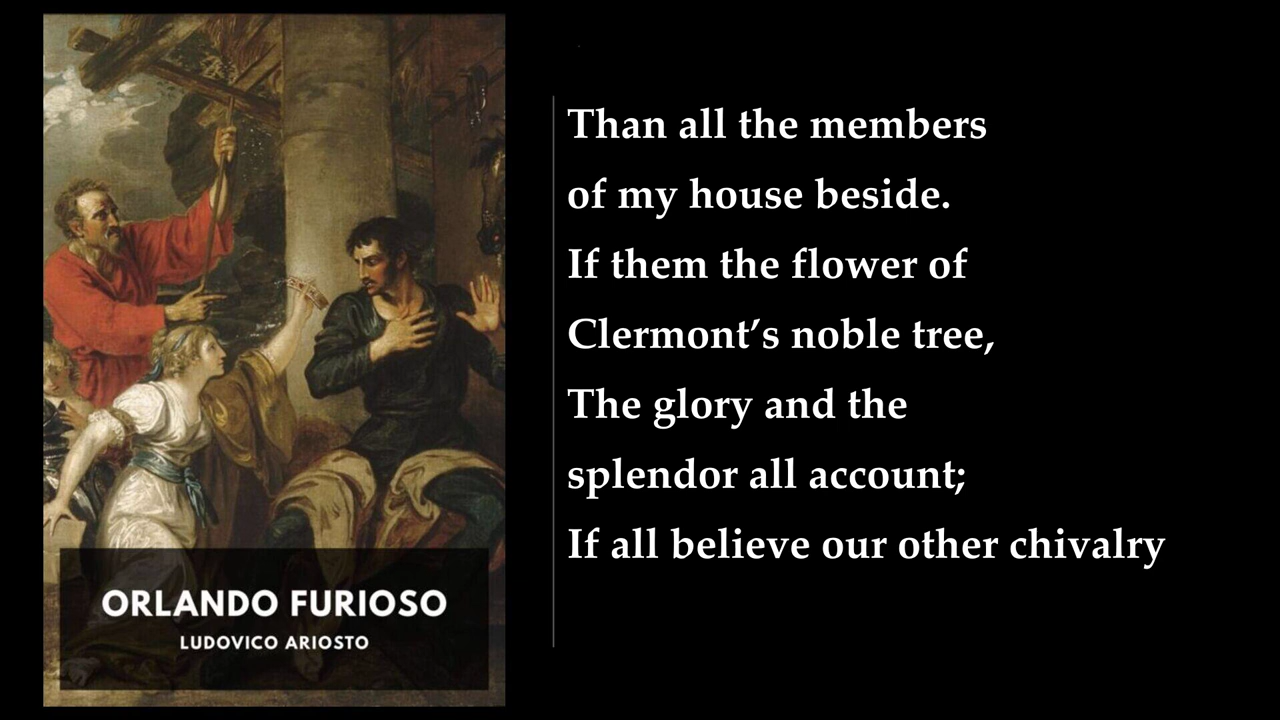 ORLANDO FURIOSO
LUDOVICO ARIOSTO
Than all the members
of my house beside.
If them the flower of
Clermont’s noble tree,
The glory and the
splendor all account;
If all believe our other chivalry